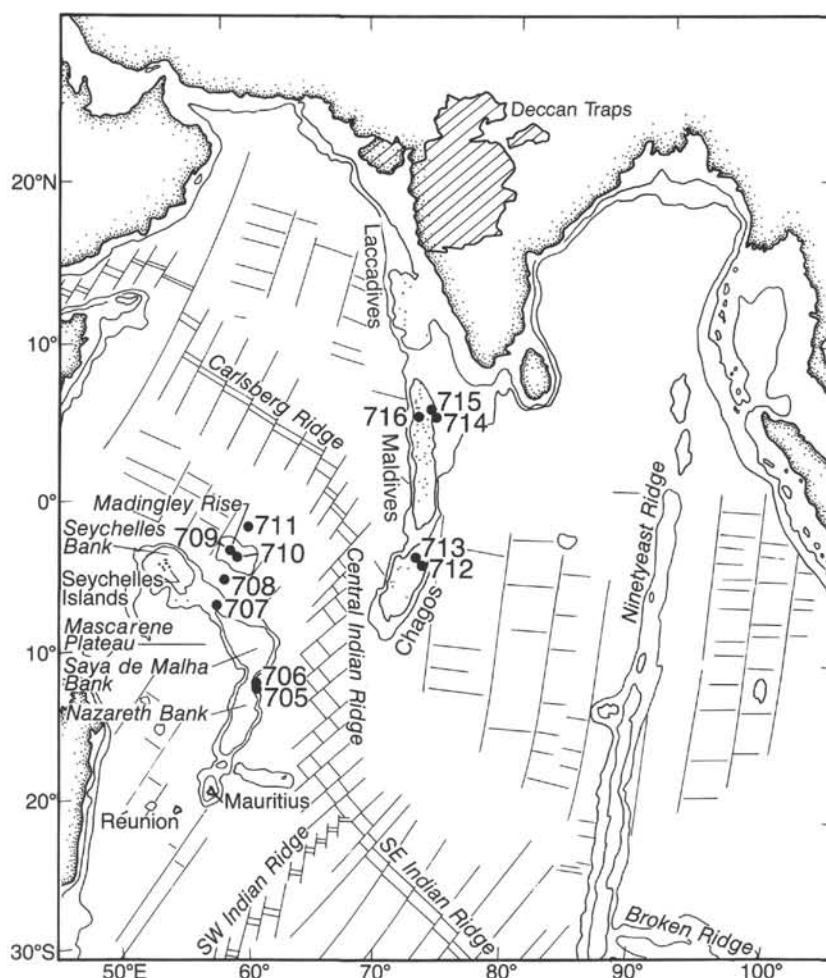 Deccan Traps
20°N
Laccadives
10°N
Carlsberg Ridge
715
716
714
Maldives
0°
Madingley Rise
711
Seychelles
Bank
709
710
Seychelles
Islands
708
707
713
712
Chagos
Central Indian Ridge
Ninetyeast Ridge
Mascarene
Plateau
10°
Saya de Malha
Bank
706
705
Nazareth Bank
20°
Mauritius
Reunion
SW Indian Ridge
SE Indian Ridge
Broken Ridge
30°S
50°E
60°
70°
80°
90°
100°